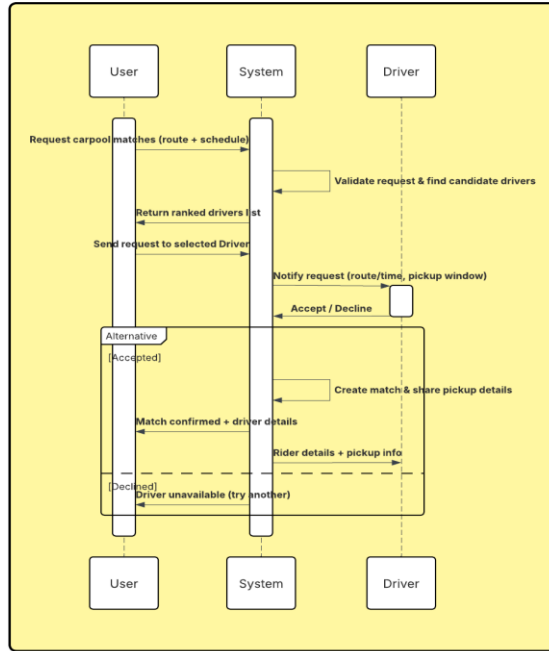 User System Driver
Request carpool matches (route + schedule)
Validate request & find candidate drivers
Return ranked drivers list
Send request to selected Driver
Notify request (route/time, pickup window)
Accept / Decline
Alternative
[Accepted]
Create match & share pickup details
Match confirmed + driver details
Rider details + pickup info
[Declined]
Driver unavailable (try another)
User System Driver